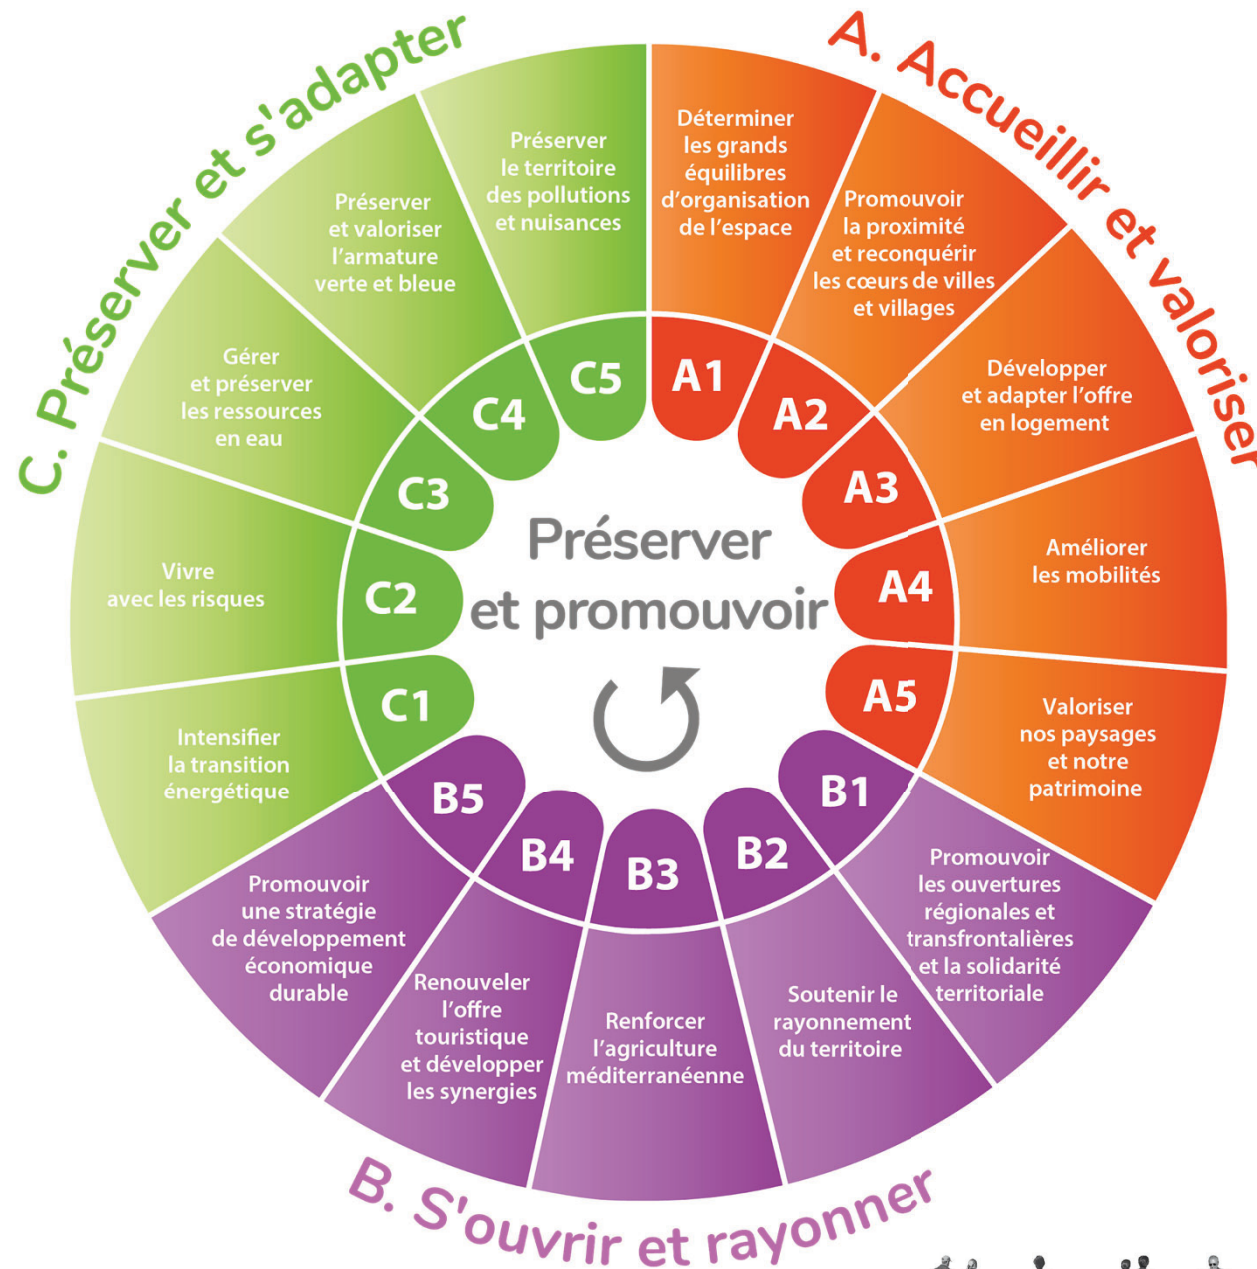 A. Accueillir et valoriser
A1
Déterminer
les grands
équilibres
d'organisation
de l'espace
A2
Promouvoir
la proximité
et reconquérir
les cœurs de villes
et villages
A3
Développer
et adapter l'offre
en logement
A4
Améliorer
les mobilités
A5
Valoriser
nos paysages
et notre
patrimoine
B. S'ouvrir et rayonner
B1
Promouvoir
les ouvertures
régionales et
transfrontalières
et la solidarité
territoriale
B2
Soutenir le
rayonnement
du territoire
B3
Renforcer
l'agriculture
méditerranéenne
B4
Renouveler
l'offre
touristique
et développer
les synergies
B5
Promouvoir
une stratégie
de développement
économique
durable
C. Préserver et s'adapter
C1
Intensifier
la transition
énergétique
C2
Vivre
avec les risques
C3
Gérer
et préserver
les ressources
en eau
C4
Préserver
et valoriser
l'armature
verte et bleue
C5
Préserver
le territoire
des pollutions
et nuisances
Préserver
et promouvoir